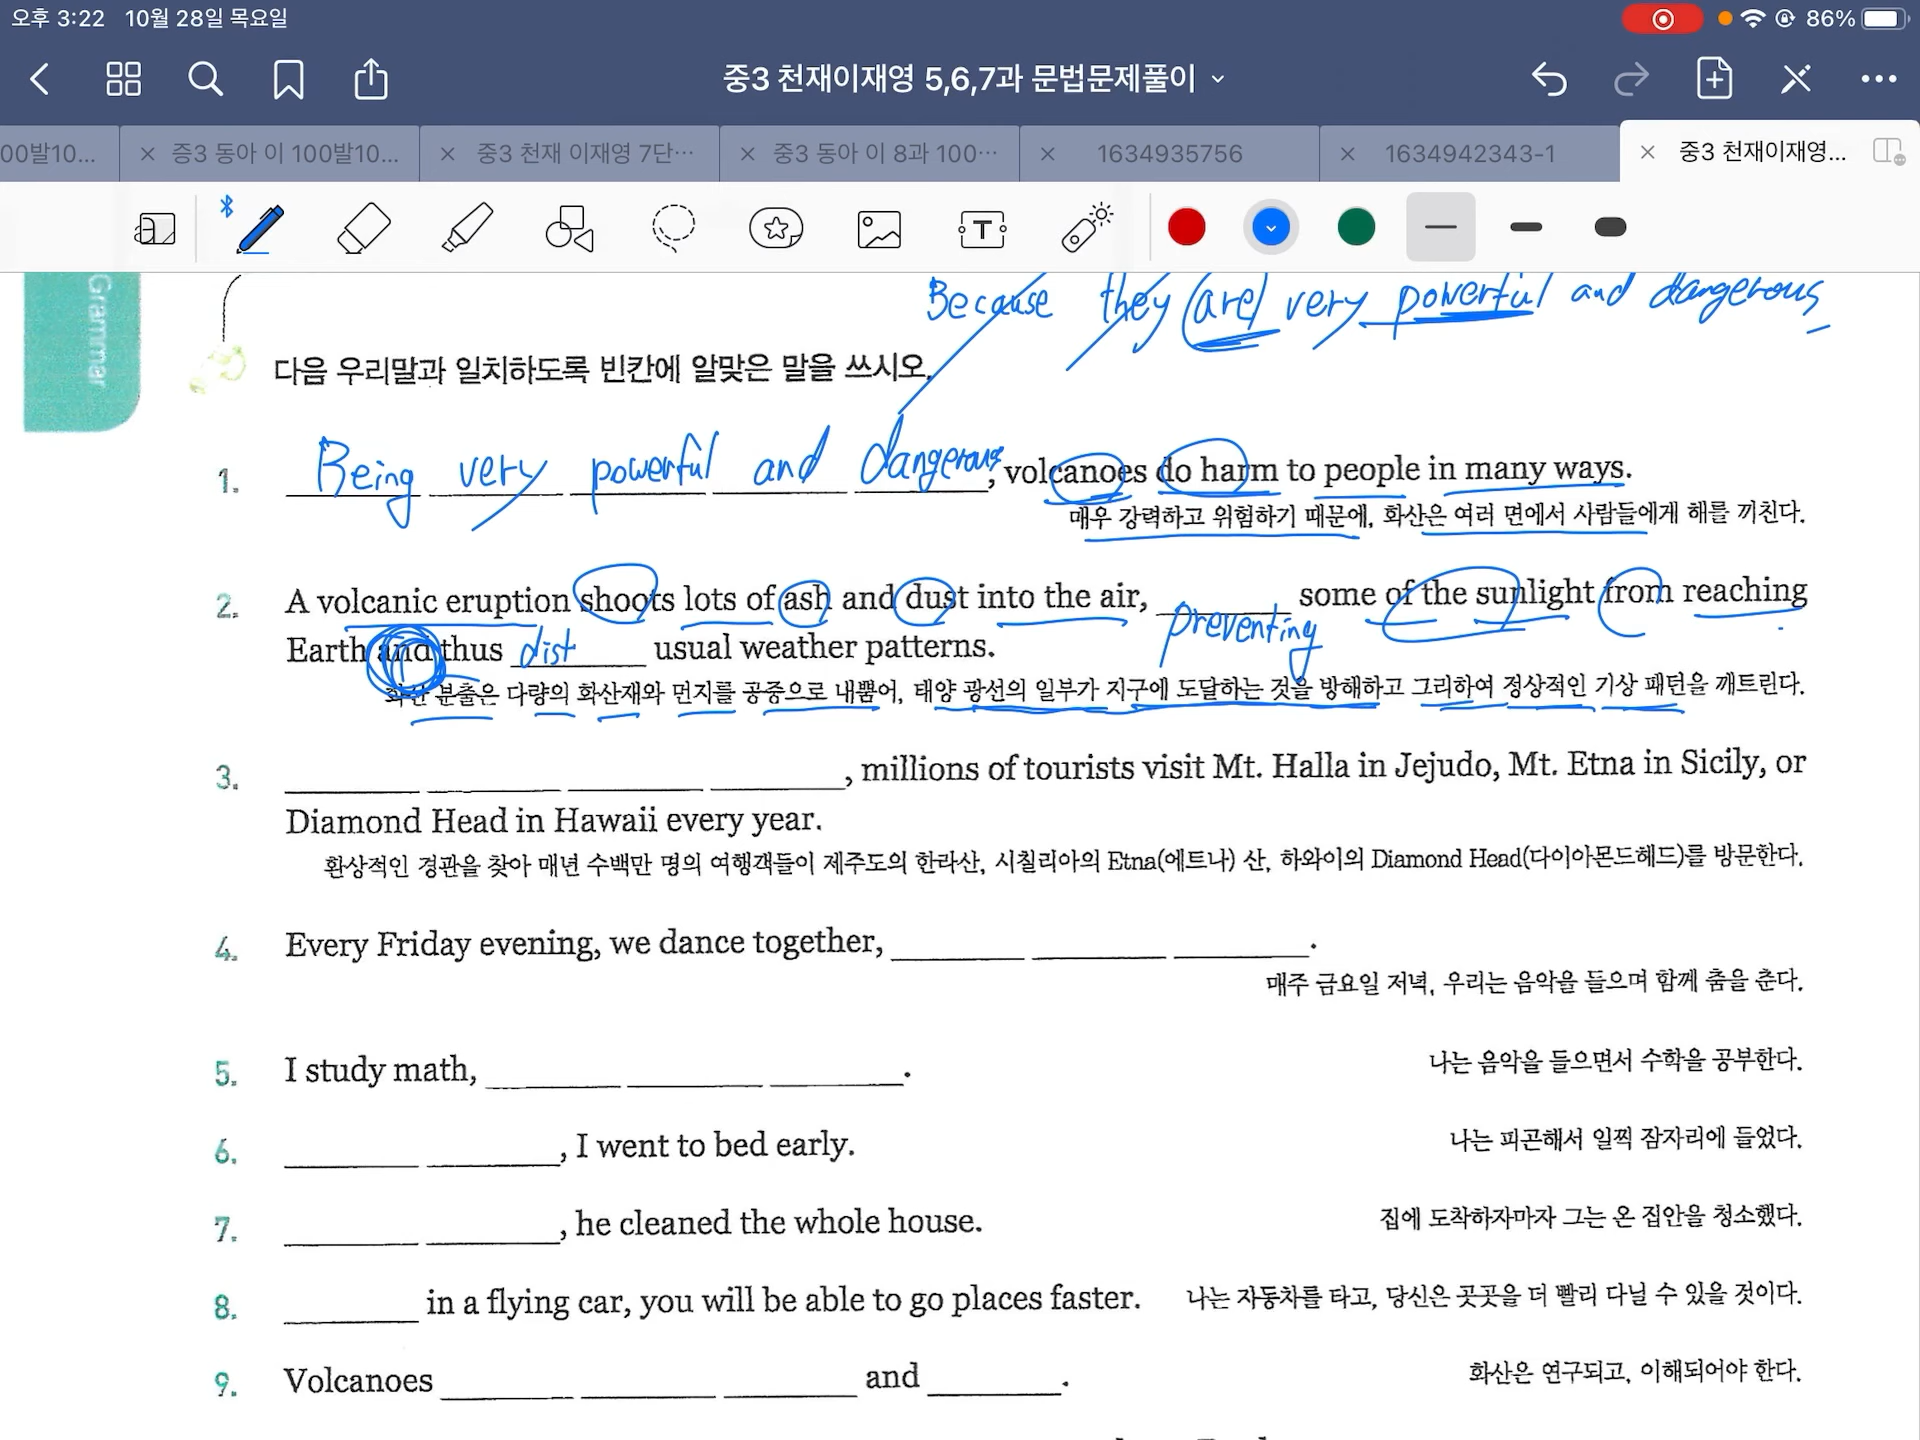 오후 3:22 10월 28일 목요일
86%
중3 천재이재영 5,6,7과 문법문제풀이
00발10...
중3 동아 이 100발10...
중3 천재 이재영 7단...
중3 동아 이 8과 100...
1634935756
1634942343-1
중3 천재이재영...
Grammar
Because they are very powerful and dangerous
다음 우리말과 일치하도록 빈칸에 알맞은 말을 쓰시오.
1. Being very powerful and dangerous, volcanoes do harm to people in many ways.
매우 강력하고 위험하기 때문에, 화산은 여러 면에서 사람들에게 해를 끼친다.
2. A volcanic eruption shoots lots of ash and dust into the air, preventing some of the sunlight from reaching
Earth and thus dist usual weather patterns.
화산 분출은 다량의 화산재와 먼지를 공중으로 내뿜어, 태양 광선의 일부가 지구에 도달하는 것을 방해하고 그리하여 정상적인 기상 패턴을 깨트린다.
3. , millions of tourists visit Mt. Halla in Jejudo, Mt. Etna in Sicily, or
Diamond Head in Hawaii every year.
환상적인 경관을 찾아 매년 수백만 명의 여행객들이 제주도의 한라산, 시칠리아의 Etna(에트나) 산, 하와이의 Diamond Head(다이아몬드헤드)를 방문한다.
4. Every Friday evening, we dance together, .
매주 금요일 저녁, 우리는 음악을 들으며 함께 춤을 춘다.
5. I study math, . 나는 음악을 들으면서 수학을 공부한다.
6. , I went to bed early. 나는 피곤해서 일찍 잠자리에 들었다.
7. , he cleaned the whole house. 집에 도착하자마자 그는 온 집안을 청소했다.
8. in a flying car, you will be able to go places faster. 나는 자동차를 타고, 당신은 곳곳을 더 빨리 다닐 수 있을 것이다.
9. Volcanoes and . 화산은 연구되고, 이해되어야 한다.